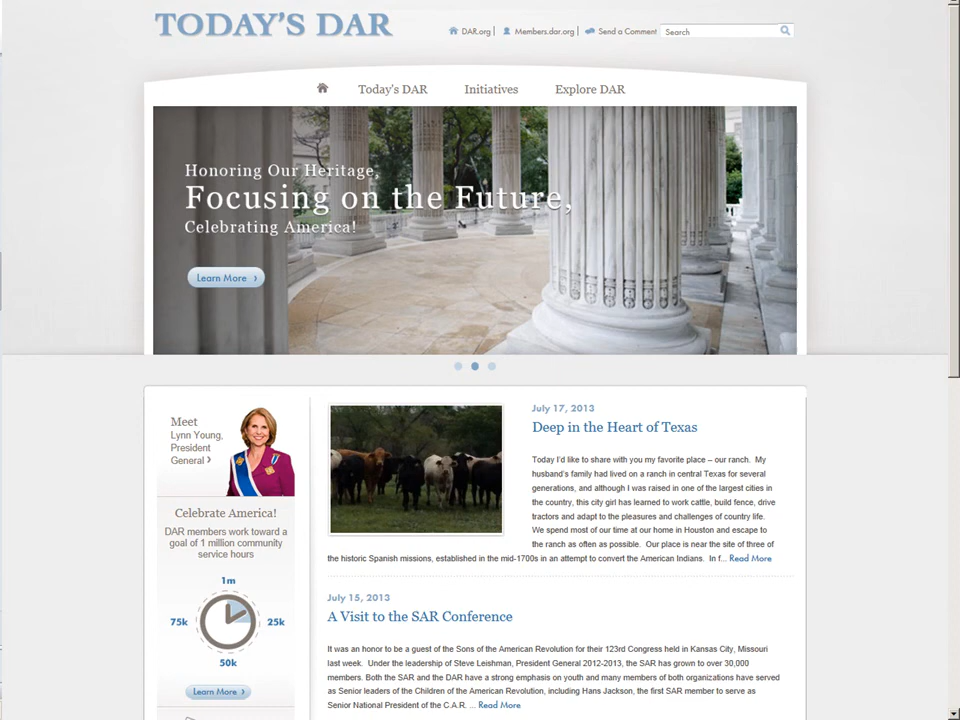 TODAY'S DAR
DAR.org | Members.dar.org | Send a Comment Search
Today's DAR Initiatives Explore DAR
Honoring Our Heritage,
Focusing on the Future,
Celebrating America!
Learn More ›
Meet
Lynn Young,
President
General ›
Celebrate America!
DAR members work toward a
goal of 1 million community
service hours
1m
75k 25k
50k
Learn More ›
July 17, 2013
Deep in the Heart of Texas
Today I'd like to share with you my favorite place – our ranch. My
husband's family had lived on a ranch in central Texas for several
generations, and although I was raised in one of the largest cities in
the country, this city girl has learned to work cattle, build fence, drive
tractors and adapt to the pleasures and challenges of country life.
We spend most of our time at our home in Houston and escape to
the ranch as often as possible. Our place is near the site of three of
the historic Spanish missions, established in the mid-1700s in an attempt to convert the American Indians. In f... Read More
July 15, 2013
A Visit to the SAR Conference
It was an honor to be a guest of the Sons of the American Revolution for their 123rd Congress held in Kansas City, Missouri
last week. Under the leadership of Steve Leishman, President General 2012-2013, the SAR has grown to over 30,000
members. Both the SAR and the DAR have a strong emphasis on youth and many members of both organizations have served
as Senior leaders of the Children of the American Revolution, including Hans Jackson, the first SAR member to serve as
Senior National President of the C.A.R. ... Read More